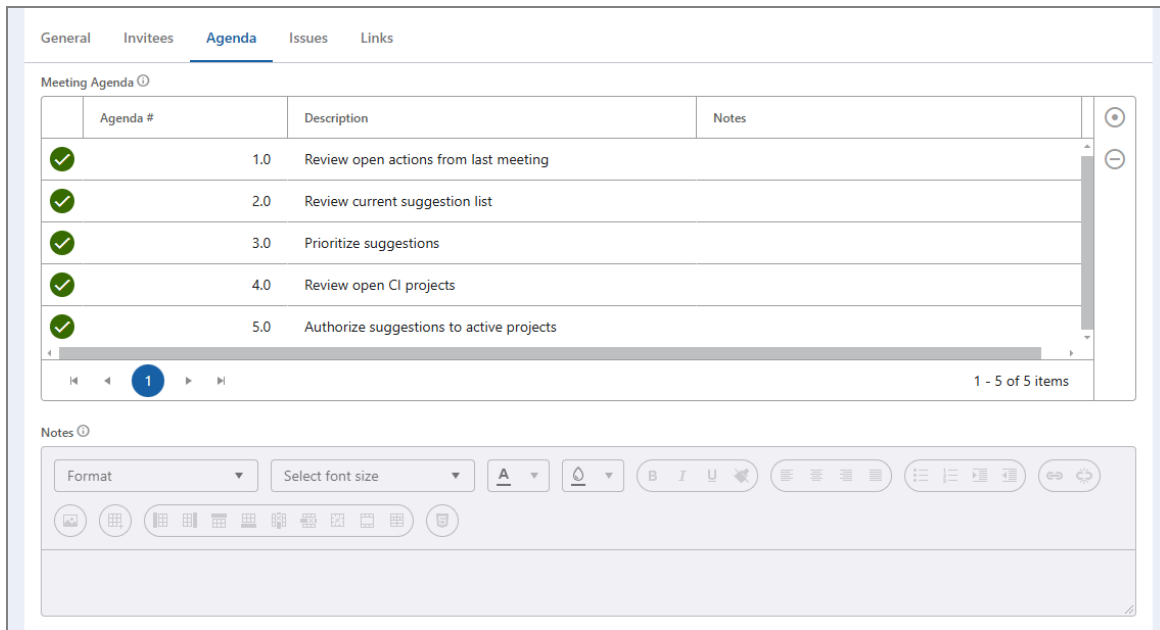 General Invitees Agenda Issues Links
Meeting Agenda
Agenda # Description Notes
1.0 Review open actions from last meeting
2.0 Review current suggestion list
3.0 Prioritize suggestions
4.0 Review open CI projects
5.0 Authorize suggestions to active projects
1 1 - 5 of 5 items
Notes
Format Select font size A B I U